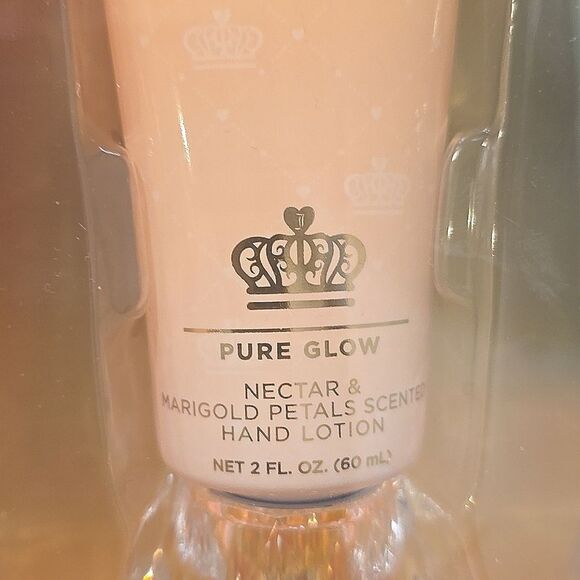 J
PURE GLOW
NECTAR &
MARIGOLD PETALS SCENTED
HAND LOTION
NET 2 FL. OZ. (60 mL)